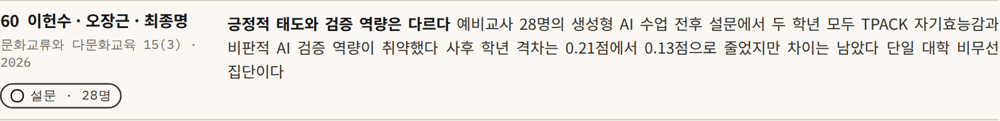 60 이헌수 · 오장근 · 최종명
문화교류와 다문화교육 15(3) ·
2026
설문 · 28명
긍정적 태도와 검증 역량은 다르다 예비교사 28명의 생성형 AI 수업 전후 설문에서 두 학년 모두 TPACK 자기효능감과
비판적 AI 검증 역량이 취약했다 사후 학년 격차는 0.21점에서 0.13점으로 줄었지만 차이는 남았다 단일 대학 비무선
집단이다